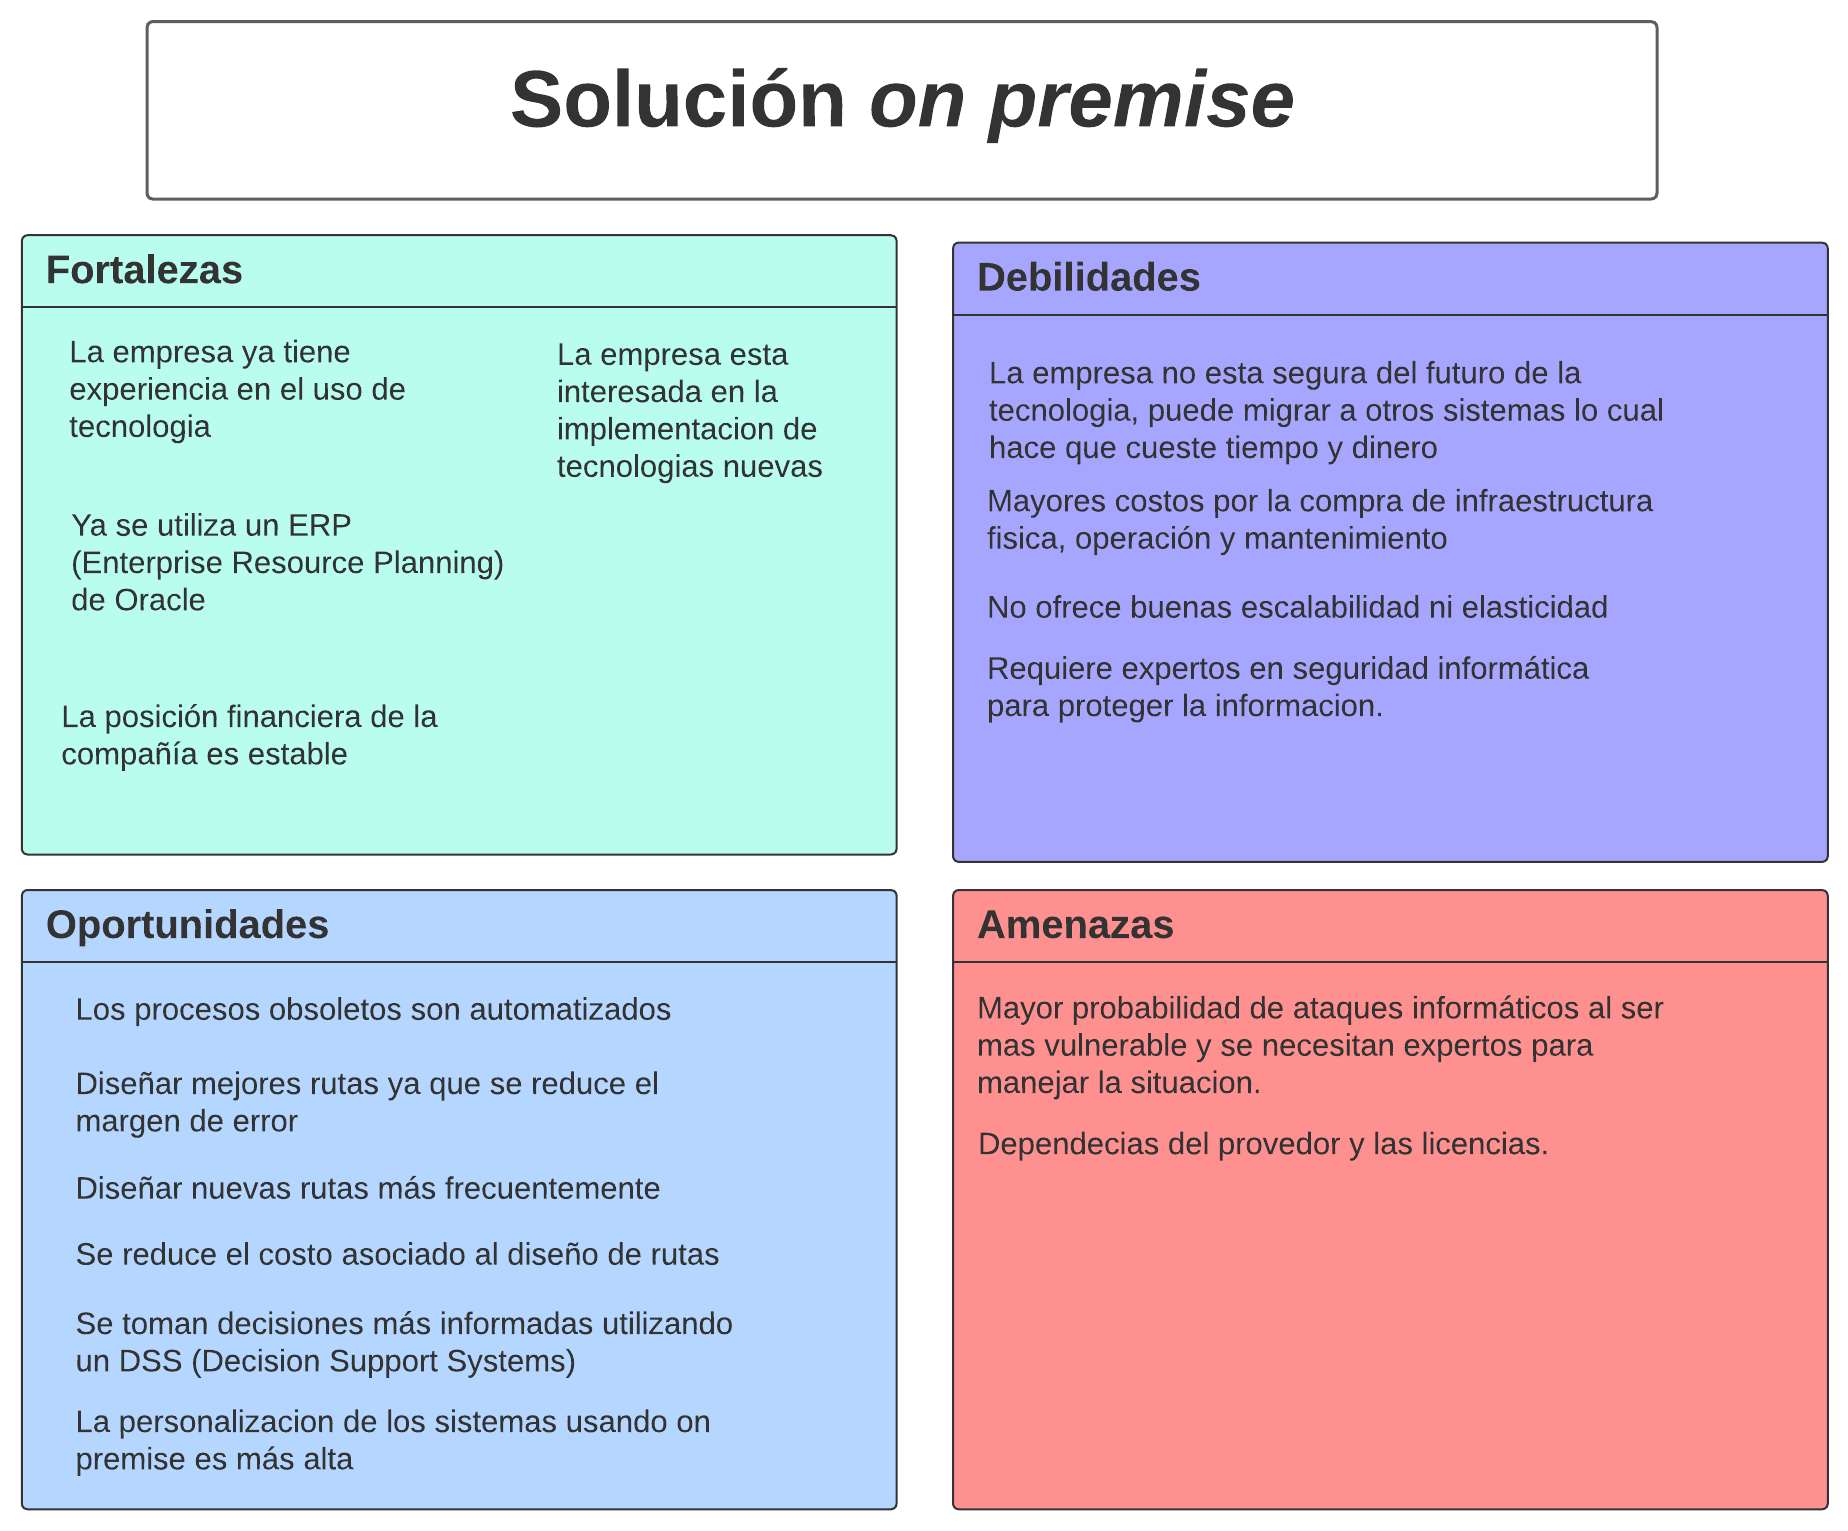 Solución on premise
Fortalezas
La empresa ya tiene
experiencia en el uso de
tecnologia
La empresa esta
interesada en la
implementacion de
tecnologias nuevas
Ya se utiliza un ERP
(Enterprise Resource Planning)
de Oracle
La posición financiera de la
compañía es estable
Debilidades
La empresa no esta segura del futuro de la
tecnologia, puede migrar a otros sistemas lo cual
hace que cueste tiempo y dinero
Mayores costos por la compra de infraestructura
fisica, operación y mantenimiento
No ofrece buenas escalabilidad ni elasticidad
Requiere expertos en seguridad informática
para proteger la informacion.
Oportunidades
Los procesos obsoletos son automatizados
Diseñar mejores rutas ya que se reduce el
margen de error
Diseñar nuevas rutas más frecuentemente
Se reduce el costo asociado al diseño de rutas
Se toman decisiones más informadas utilizando
un DSS (Decision Support Systems)
La personalizacion de los sistemas usando on
premise es más alta
Amenazas
Mayor probabilidad de ataques informáticos al ser
mas vulnerable y se necesitan expertos para
manejar la situacion.
Dependecias del provedor y las licencias.